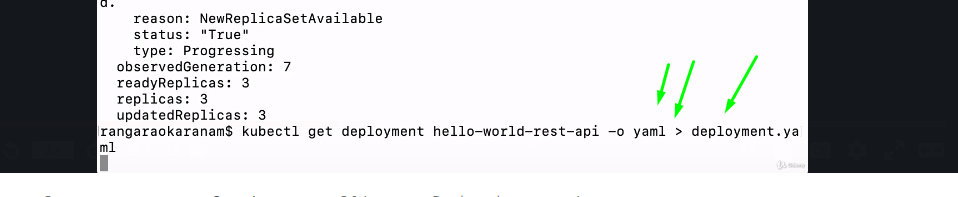 d.
reason: NewReplicaSetAvailable
status: "True"
type: Progressing
observedGeneration: 7
readyReplicas: 3
replicas: 3
updatedReplicas: 3
rangaraokaranam$ kubectl get deployment hello-world-rest-api -o yaml > deployment.ya
ml
Udemy